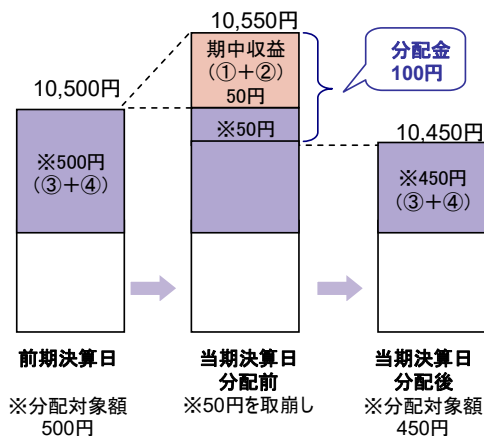 10,550円
期中収益
(①+②)
50円
分配金
100円
10,500円
※50円
10,450円
※500円
(③+④)
※450円
(③+④)
前期決算日
当期決算日
分配前
当期決算日
分配後
※分配対象額
500円
※50円を取崩し
※分配対象額
450円